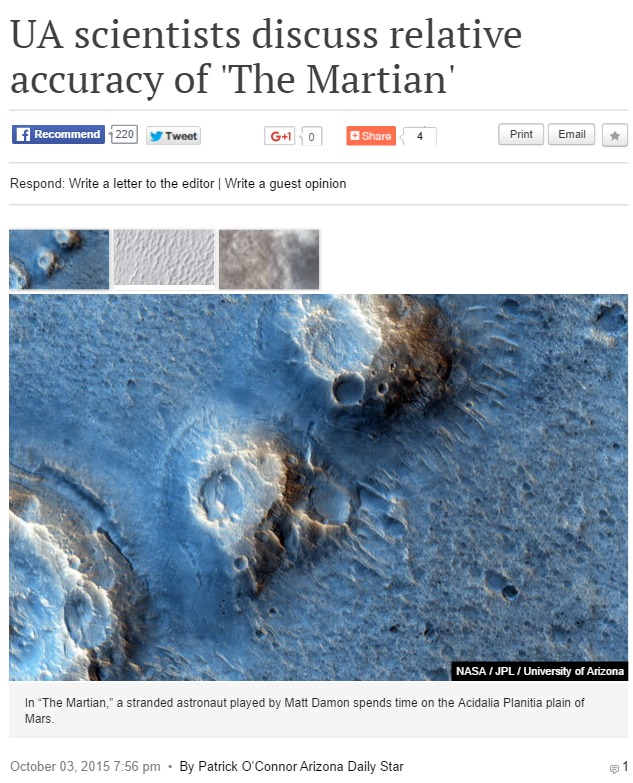 UA scientists discuss relative
accuracy of 'The Martian'
Recommend 220 Tweet G+1 0 Share 4 Print Email
Respond: Write a letter to the editor | Write a guest opinion
NASA / JPL / University of Arizona
In “The Martian,” a stranded astronaut played by Matt Damon spends time on the Acidalia Planitia plain of
Mars.
October 03, 2015 7:56 pm • By Patrick O'Connor Arizona Daily Star 1